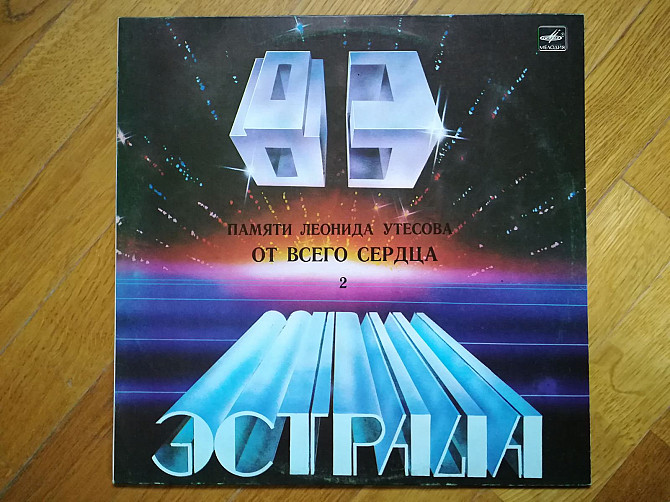 МЕЛОДИЯ
83
ПАМЯТИ ЛЕОНИДА УТЕСОВА
ОТ ВСЕГО СЕРДЦА
2
ЭСТРАДА